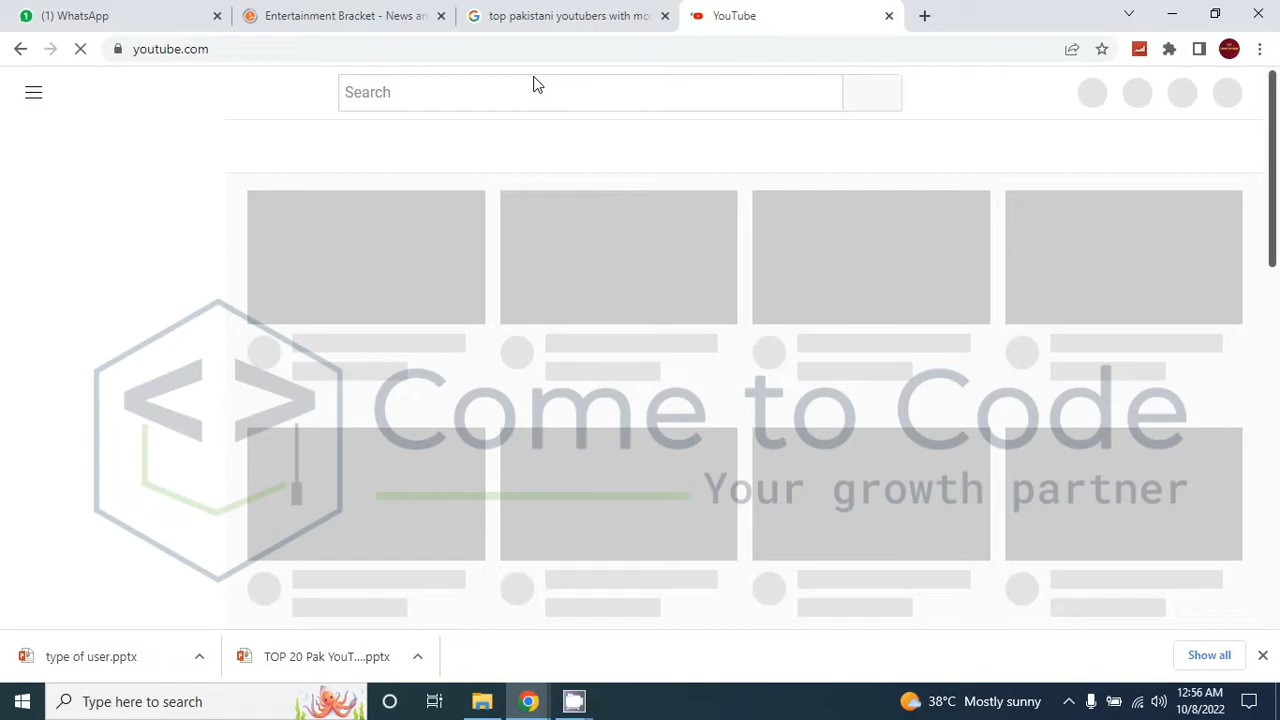 (1) WhatsApp
Entertainment Bracket - News an
top pakistani youtubers with mos
YouTube
youtube.com
Search
Come to Code
Your growth partner
type of user.pptx
TOP 20 Pak YouT....pptx
Show all
Type here to search
38°C Mostly sunny
12:56 AM
10/8/2022